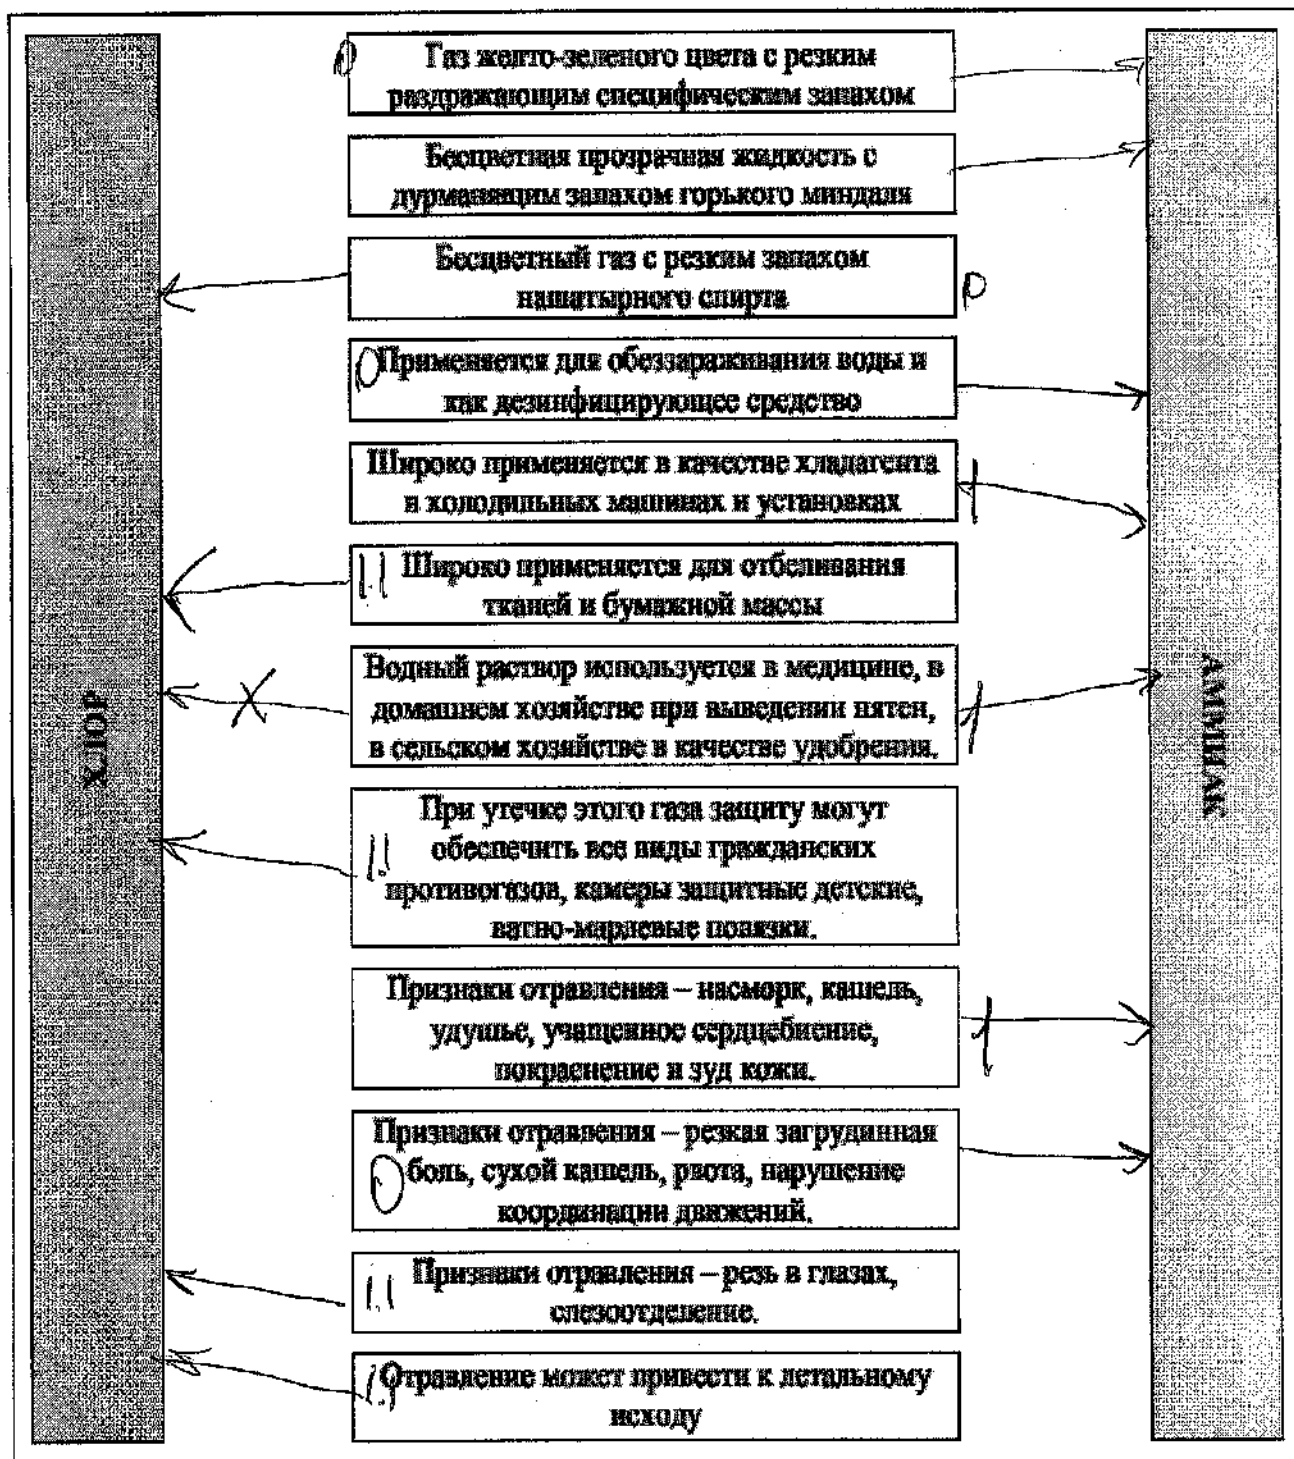 ХЛОР
Газ желто-зеленого цвета с резким
раздражающим специфическим запахом
Бесцветная прозрачная жидкость с
дурманящим запахом горького миндаля
Бесцветный газ с резким запахом
нашатырного спирта
Применяется для обеззараживания воды и
как дезинфицирующее средство
Широко применяется в качестве хладагента
в холодильных машинах и установках
Широко применяется для отбеливания
тканей и бумажной массы
Водный раствор используется в медицине, в
домашнем хозяйстве при выведении пятен,
в сельском хозяйстве в качестве удобрения.
При утечке этого газа защиту могут
обеспечить все виды гражданских
противогазов, камеры защитные детские,
ватно-марлевые повязки.
Признаки отравления – насморк, кашель,
удушье, учащенное сердцебиение,
покраснение и зуд кожи.
Признаки отравления – резкая загрудинная
боль, сухой кашель, рвота, нарушение
координации движений.
Признаки отравления – резь в глазах,
слезоотделение.
Отравление может привести к летальному
исходу
АММИАК